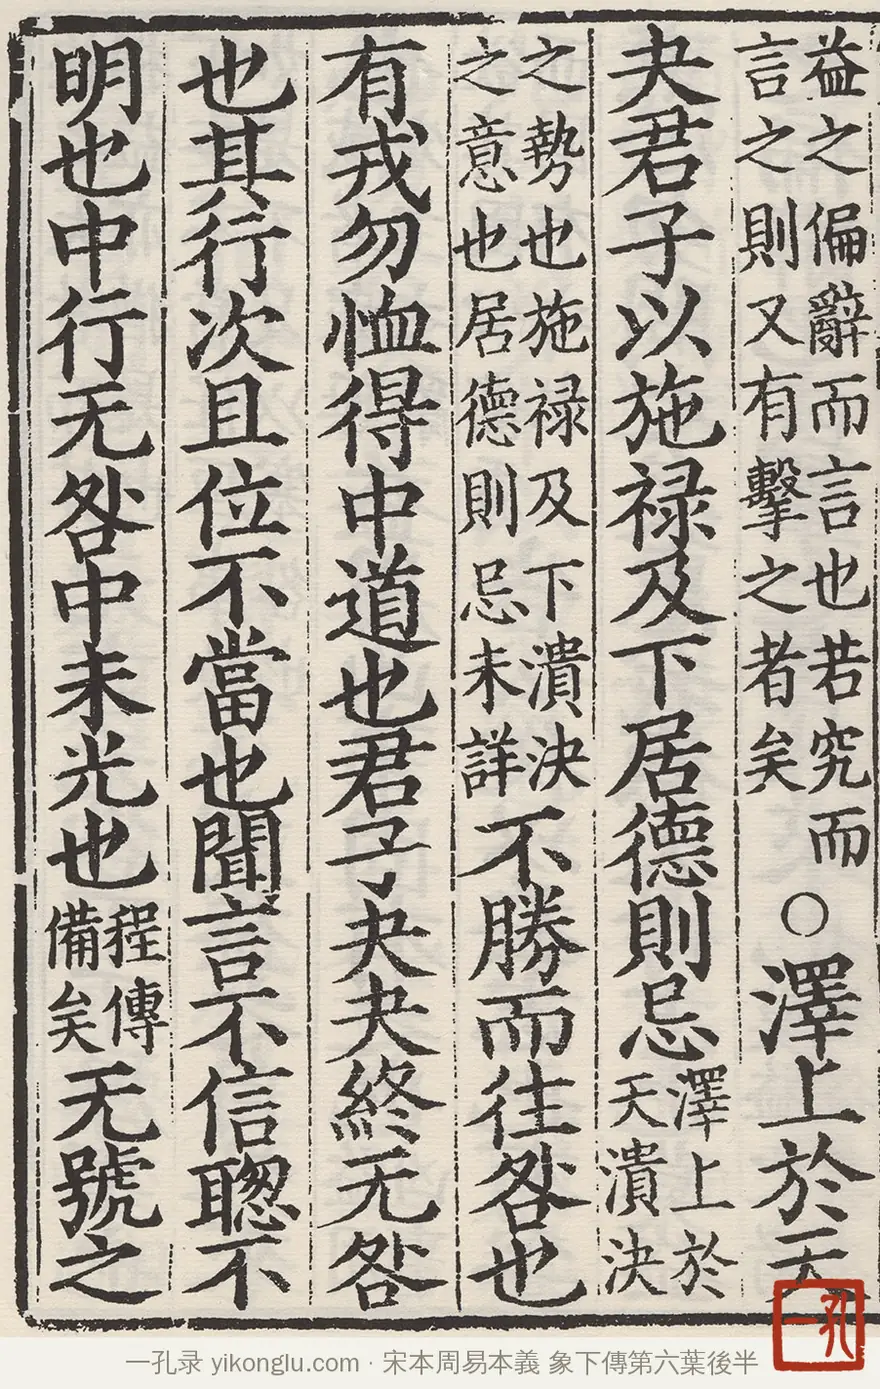 益之偏辭而言也若究而言之則又有擊之者矣○澤上於天
夬君子以施禄及下居德則忌澤上於天潰決
之勢也施禄及下潰決之意也居德則忌未詳不勝而往咎也
有戎勿恤得中道也君子夬夬終无咎
也其行次且位不當也聞言不信聦不
明也中行无咎中未光也程傳備矣无號之
一孔
一孔录 yikonglu.com · 宋本周易本義 象下傳第六葉後半